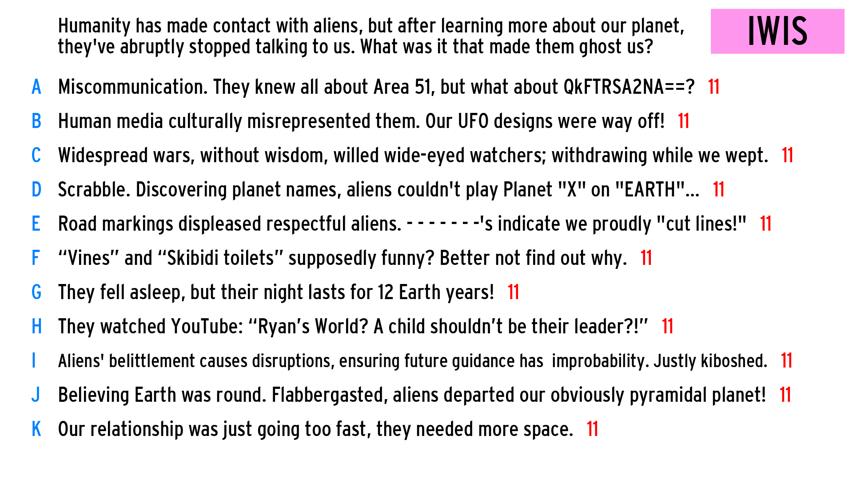 Humanity has made contact with aliens, but after learning more about our planet,
they've abruptly stopped talking to us. What was it that made them ghost us?
IWIS
A Miscommunication. They knew all about Area 51, but what about QkFTRSA2NA==? 11
B Human media culturally misrepresented them. Our UFO designs were way off! 11
C Widespread wars, without wisdom, willed wide-eyed watchers; withdrawing while we wept. 11
D Scrabble. Discovering planet names, aliens couldn't play Planet "X" on "EARTH"... 11
E Road markings displeased respectful aliens. - - - - - - -'s indicate we proudly "cut lines!" 11
F “Vines” and “Skibidi toilets” supposedly funny? Better not find out why. 11
G They fell asleep, but their night lasts for 12 Earth years! 11
H They watched YouTube: “Ryan’s World? A child shouldn’t be their leader?!” 11
I Aliens' belittlement causes disruptions, ensuring future guidance has improbability. Justly kiboshed. 11
J Believing Earth was round. Flabbergasted, aliens departed our obviously pyramidal planet! 11
K Our relationship was just going too fast, they needed more space. 11